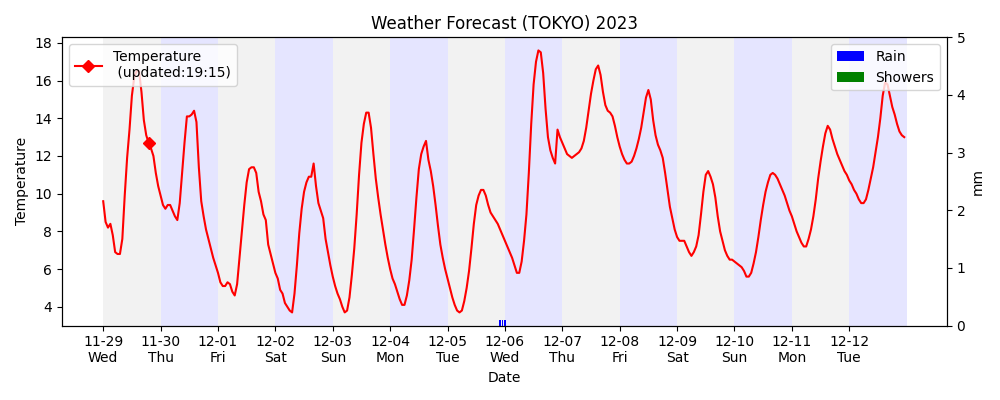 Weather Forecast (TOKYO) 2023
Temperature
(updated:19:15)
Rain
Showers
18
16
14
12
10
8
6
4
Temperature
5
4
3
2
1
0
mm
11-29 11-30 12-01 12-02 12-03 12-04 12-05 12-06 12-07 12-08 12-09 12-10 12-11 12-12
Wed Thu Fri Sat Sun Mon Tue Wed Thu Fri Sat Sun Mon Tue
Date